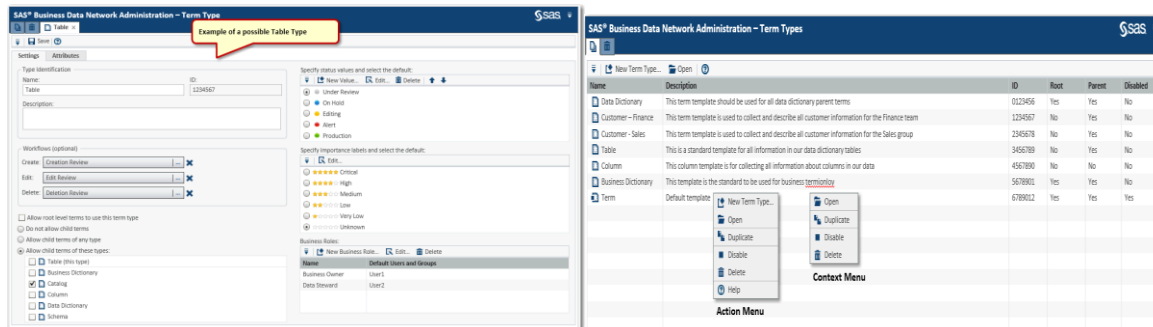 SAS® Business Data Network Administration – Term Type
Sas
Table ×
Example of a possible Table Type
Save
Settings Attributes
Type Identification
Name: ID:
Table 1234567
Description:
Workflows (optional)
Create: Creation Review ...
Edit: Edit Review ...
Delete: Deletion Review ...
Allow root level terms to use this term type
Do not allow child terms
Allow child terms of any type
Allow child terms of these types:
Table (this type)
Business Dictionary
Catalog
Column
Data Dictionary
Schema
Specify status values and select the default:
New Value... Edit... Delete
Under Review
On Hold
Editing
Alert
Production
Specify importance labels and select the default:
Edit...
Critical
High
Medium
Low
Very Low
Unknown
Business Roles:
New Business Role... Edit... Delete
Name Default Users and Groups
Business Owner User1
Data Steward User2
SAS® Business Data Network Administration – Term Types
Sas
New Term Type... Open
Name Description ID Root Parent Disabled
Data Dictionary This term template should be used for all data dictionary parent terms 0123456 Yes Yes No
Customer – Finance This term template is used to collect and describe all customer information for the Finance team 1234567 No Yes No
Customer - Sales This term template is used to collect and describe all customer information for the Sales group 2345678 No Yes No
Table This is a standard template for all information in our data dictionary tables 3456789 No Yes No
Column This column template is for collecting all information about columns in our data 4567890 No No No
Business Dictionary This template is the standard to be used for business termionloy 5678901 Yes Yes No
Term Default template 6789012 Yes Yes Yes
New Term Type...
Open
Duplicate
Disable
Delete
Help
Action Menu
Open
Duplicate
Disable
Delete
Context Menu